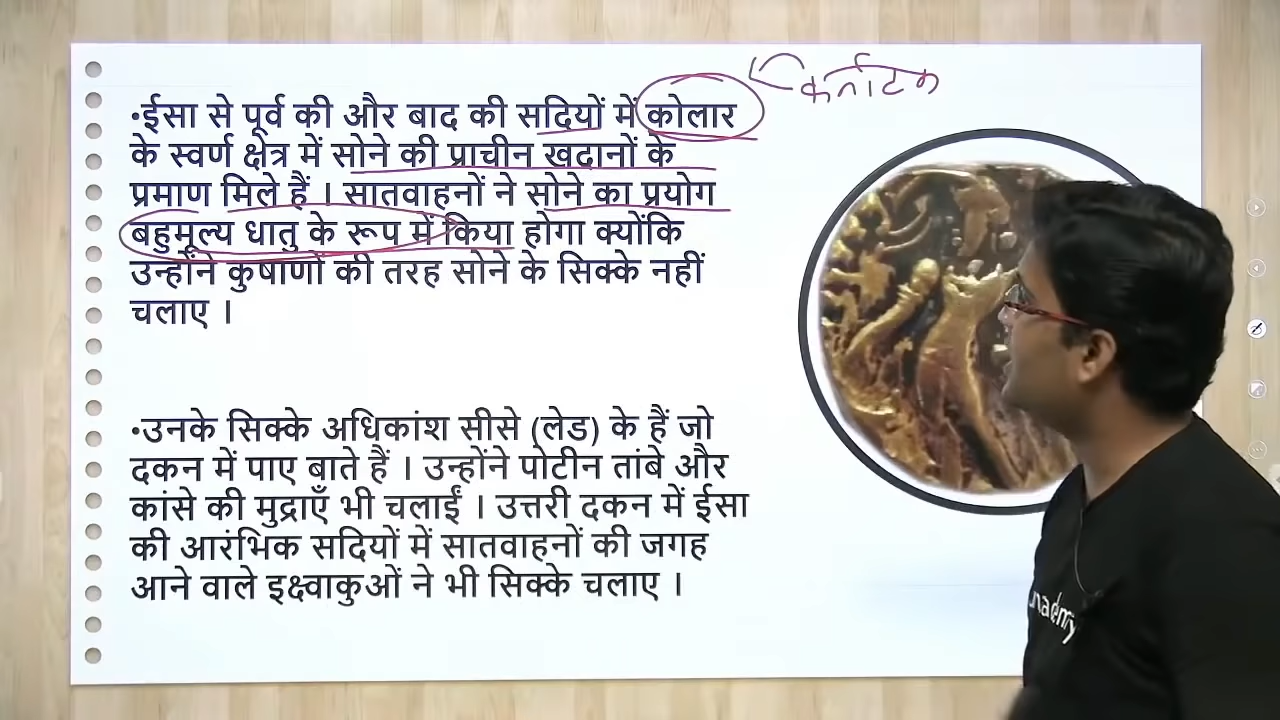 कर्नाटक
•ईसा से पूर्व की और बाद की सदियों में कोलार
के स्वर्ण क्षेत्र में सोने की प्राचीन खदानों के
प्रमाण मिले हैं । सातवाहनों ने सोने का प्रयोग
बहुमूल्य धातु के रूप में किया होगा क्योंकि
उन्होंने कुषाणों की तरह सोने के सिक्के नहीं
चलाए ।
•उनके सिक्के अधिकांश सीसे (लेड) के हैं जो
दकन में पाए बाते हैं । उन्होंने पोटीन तांबे और
कांसे की मुद्राएँ भी चलाईं । उत्तरी दकन में ईसा
की आरंभिक सदियों में सातवाहनों की जगह
आने वाले इक्ष्वाकुओं ने भी सिक्के चलाए ।
unademy